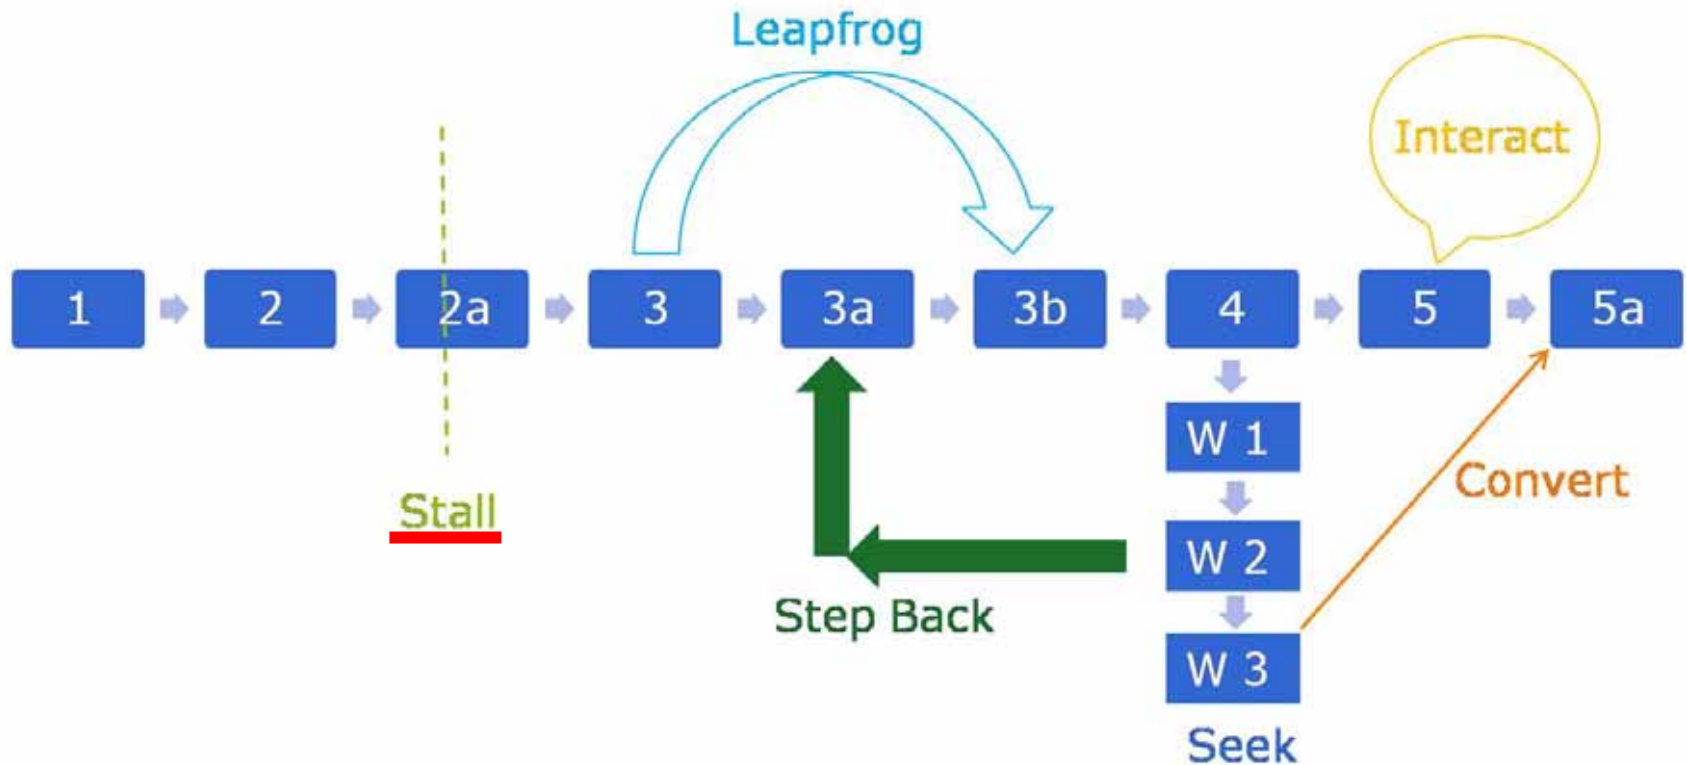 Leapfrog
Interact
1
2
2a
3
3a
3b
4
5
5a
W 1
Stall
Convert
W 2
Step Back
W 3
Seek